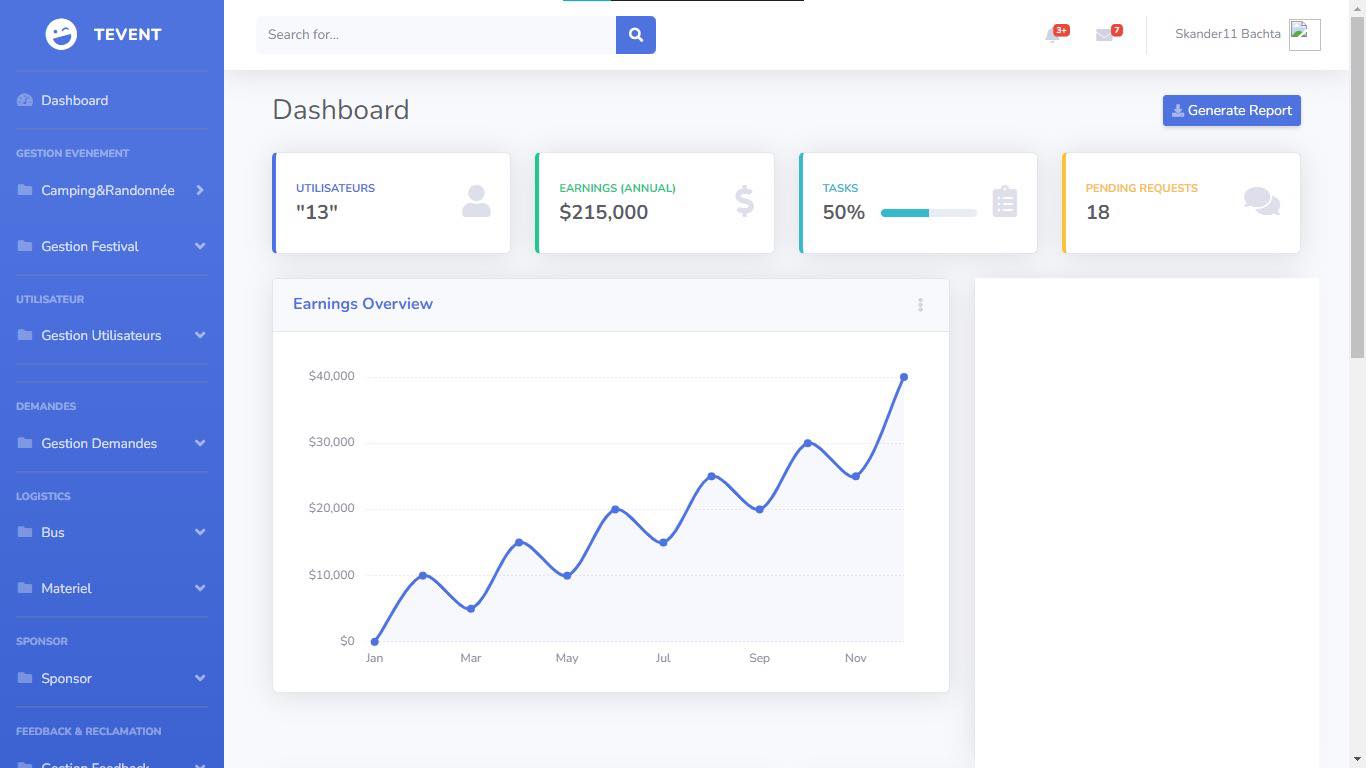 TEVENT
Search for...
3+
7
Skander11 Bachta
Dashboard
GESTION EVENEMENT
Camping&Randonnée
Gestion Festival
UTILISATEUR
Gestion Utilisateurs
DEMANDES
Gestion Demandes
LOGISTICS
Bus
Materiel
SPONSOR
Sponsor
FEEDBACK & RECLAMATION
Gestion Feedback
Dashboard
Generate Report
UTILISATEURS
"13"
EARNINGS (ANNUAL)
$215,000
TASKS
50%
PENDING REQUESTS
18
Earnings Overview
$40,000
$30,000
$20,000
$10,000
$0
Jan Mar May Jul Sep Nov